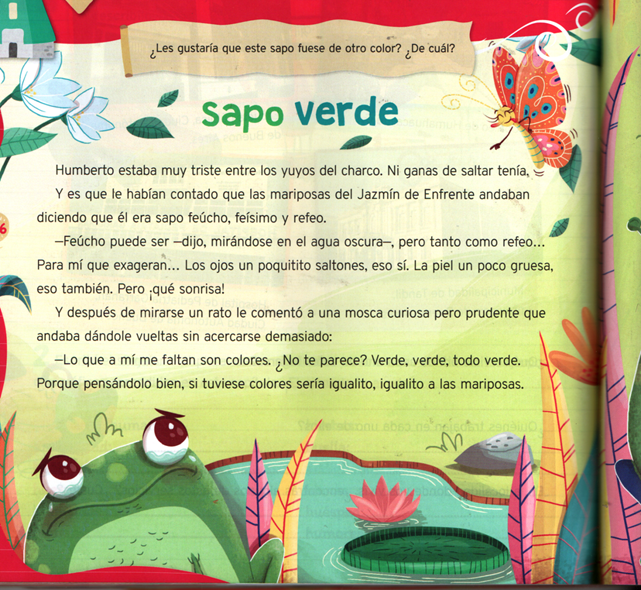 ¿Les gustaría que este sapo fuese de otro color? ¿De cuál?
sapo verde
Humberto estaba muy triste entre los yuyos del charco. Ni ganas de saltar tenía.
Y es que le habían contado que las mariposas del Jazmín de Enfrente andaban
diciendo que él era sapo feúcho, feísimo y refeo.
—Feúcho puede ser —dijo, mirándose en el agua oscura—, pero tanto como refeo...
Para mí que exageran... Los ojos un poquitito saltones, eso sí. La piel un poco gruesa,
eso también. Pero ¡qué sonrisa!
Y después de mirarse un rato le comentó a una mosca curiosa pero prudente que
andaba dándole vueltas sin acercarse demasiado:
—Lo que a mí me faltan son colores. ¿No te parece? Verde, verde, todo verde.
Porque pensándolo bien, si tuviese colores sería igualito, igualito a las mariposas.